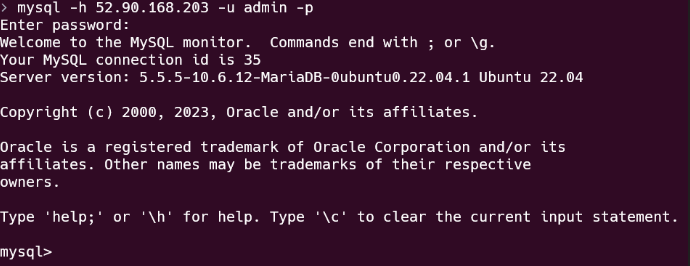 › mysql -h 52.90.168.203 -u admin -p
Enter password:
Welcome to the MySQL monitor.  Commands end with ; or \g.
Your MySQL connection id is 35
Server version: 5.5.5-10.6.12-MariaDB-0ubuntu0.22.04.1 Ubuntu 22.04
Copyright (c) 2000, 2023, Oracle and/or its affiliates.
Oracle is a registered trademark of Oracle Corporation and/or its
affiliates. Other names may be trademarks of their respective
owners.
Type 'help;' or '\h' for help. Type '\c' to clear the current input statement.
mysql>